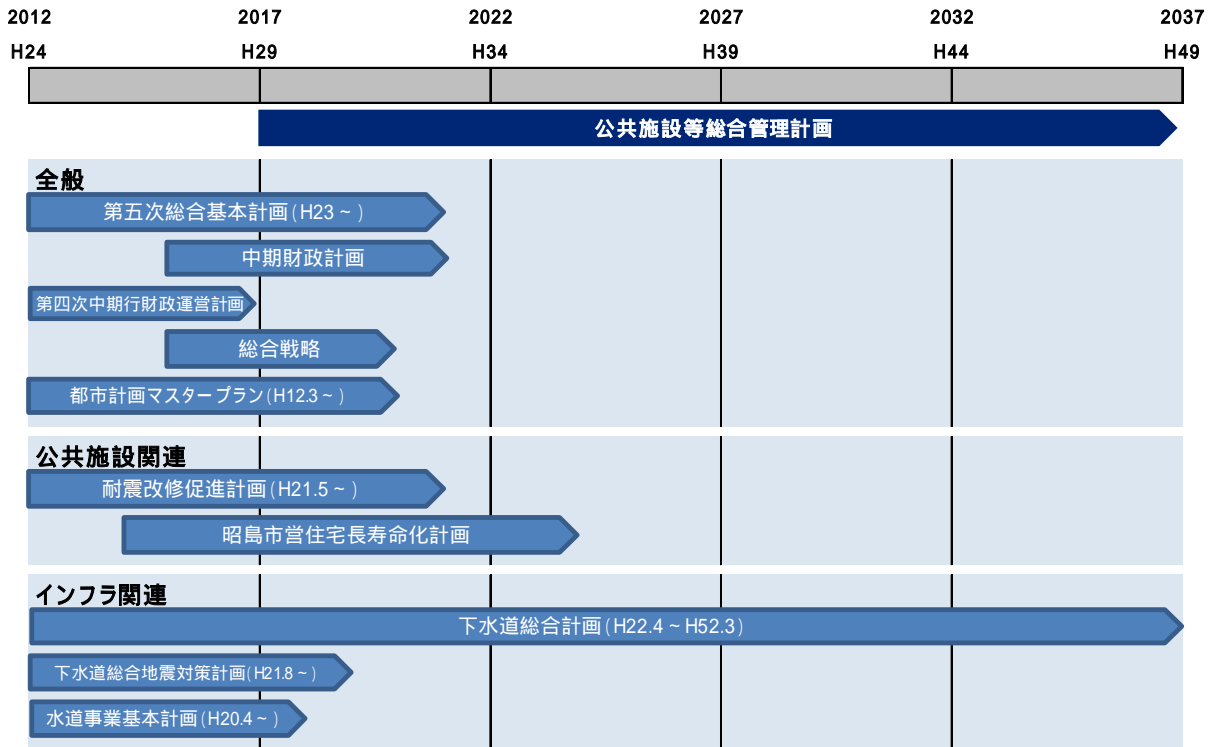 2012 2017 2022 2027 2032 2037
H24 H29 H34 H39 H44 H49
公共施設等総合管理計画
全般
第五次総合基本計画(H23~)
中期財政計画
第四次中期行財政運営計画
総合戦略
都市計画マスタープラン(H12.3~)
公共施設関連
耐震改修促進計画(H21.5~)
昭島市営住宅長寿命化計画
インフラ関連
下水道総合計画(H22.4~H52.3)
下水道総合地震対策計画(H21.8~)
水道事業基本計画(H20.4~)